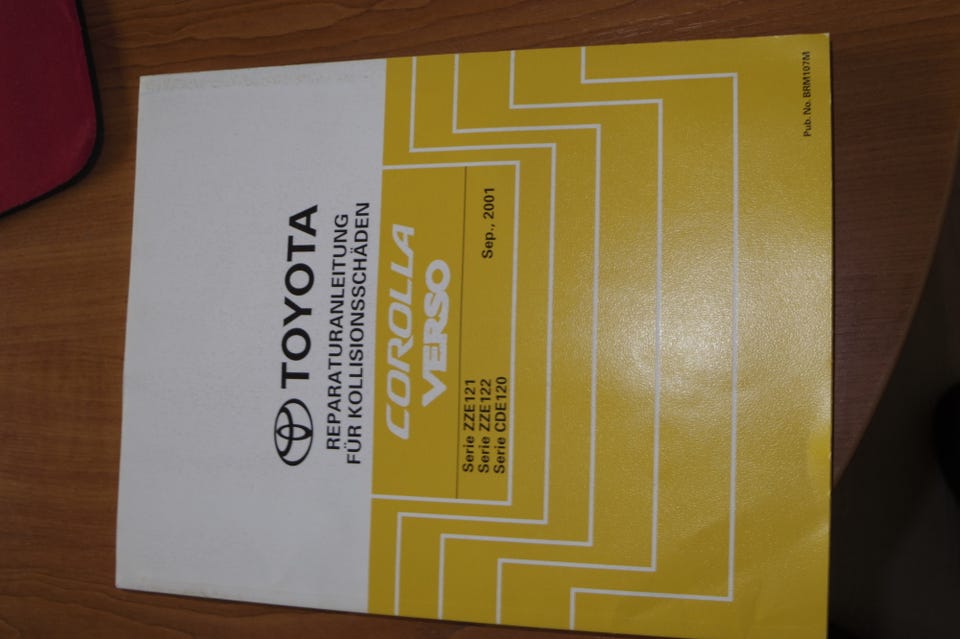 TOYOTA
REPARATURANLEITUNG
FÜR KOLLISIONSSCHÄDEN
COROLLA
VERSO
Serie ZZE121
Serie ZZE122
Serie CDE120
Sep., 2001
Pub. No. BRM107M